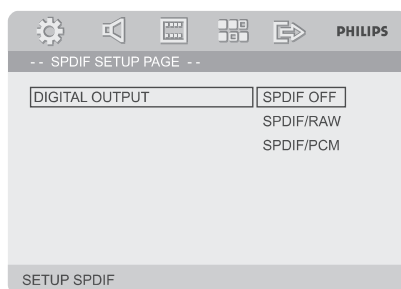 PHILIPS
- - SPDIF SETUP PAGE - -
DIGITAL OUTPUT
SPDIF OFF
SPDIF/RAW
SPDIF/PCM
SETUP SPDIF